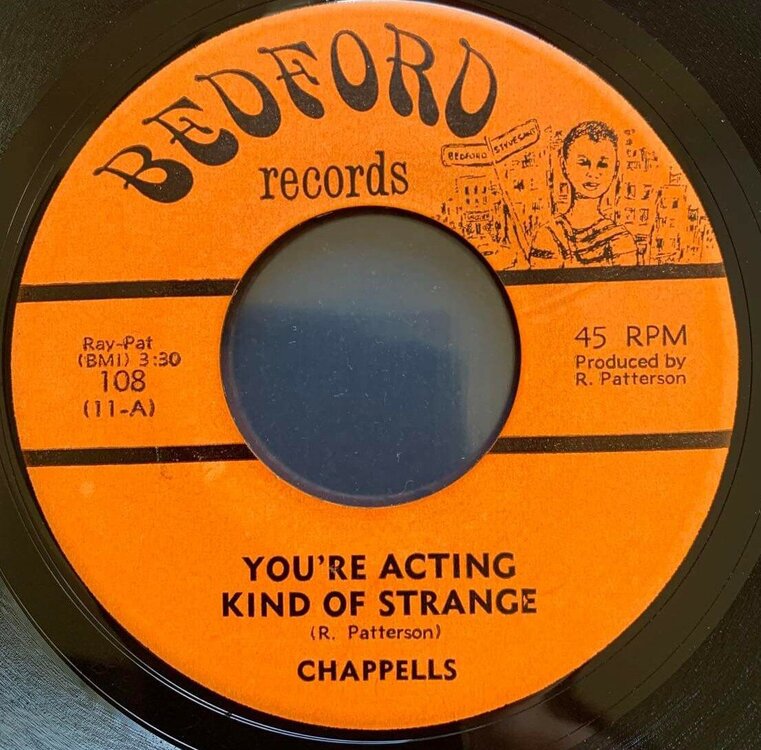 BEDFORD
records
BEDFORD STYVESANT
Ray-Pat
(BMI) 3:30
108
(11-A)
45 RPM
Produced by
R. Patterson
YOU'RE ACTING
KIND OF STRANGE
(R. Patterson)
CHAPPELLS